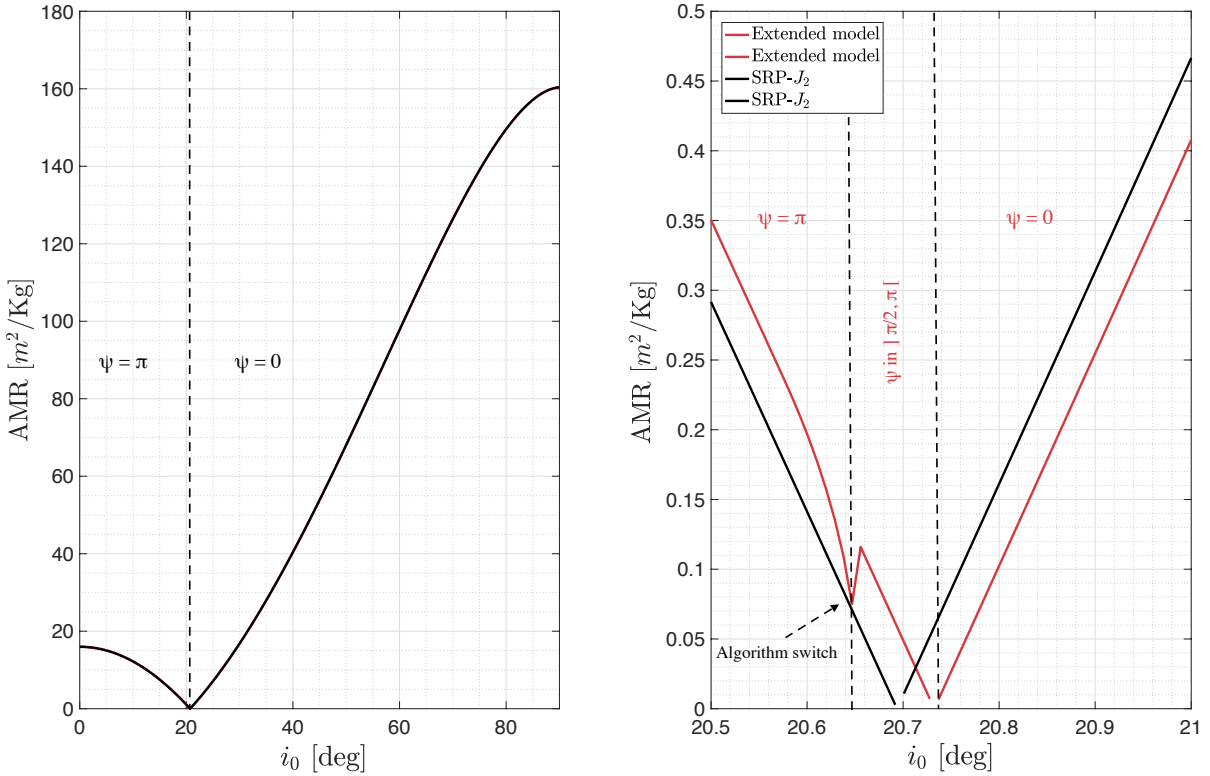 180
160
140
120
100
80
60
40
20
0
AMR [m²/Kg]
ψ = π
ψ = 0
0
20
40
60
80
i₀ [deg]
0.5
0.45
0.4
0.35
0.3
0.25
0.2
0.15
0.1
0.05
0
AMR [m²/Kg]
Extended model
Extended model
SRP-J₂
SRP-J₂
ψ = π
ψ in ] π/2, π [
ψ = 0
Algorithm switch
20.5
20.6
20.7
20.8
20.9
21
i₀ [deg]